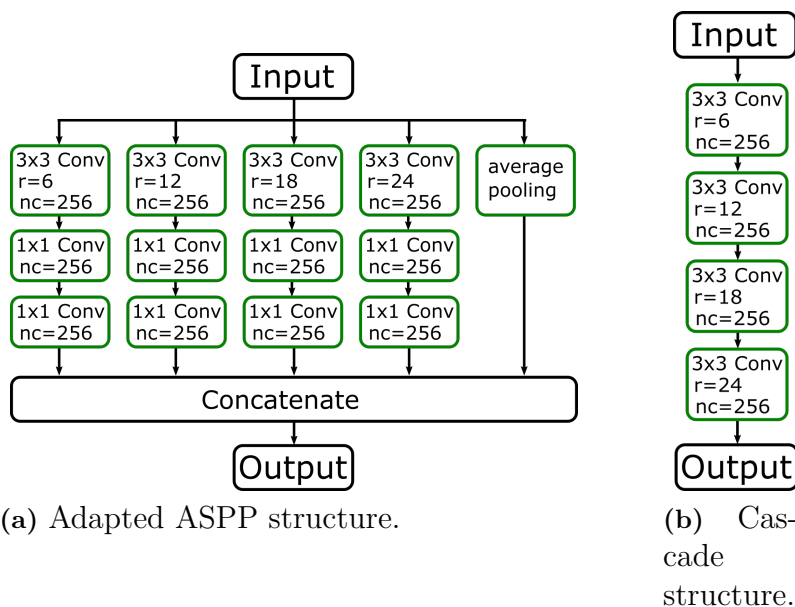 Input
3x3 Conv
r=6
nc=256
3x3 Conv
r=12
nc=256
3x3 Conv
r=18
nc=256
3x3 Conv
r=24
nc=256
average
pooling
1x1 Conv
nc=256
1x1 Conv
nc=256
1x1 Conv
nc=256
1x1 Conv
nc=256
1x1 Conv
nc=256
1x1 Conv
nc=256
1x1 Conv
nc=256
1x1 Conv
nc=256
Concatenate
Output
(a) Adapted ASPP structure.
Input
3x3 Conv
r=6
nc=256
3x3 Conv
r=12
nc=256
3x3 Conv
r=18
nc=256
3x3 Conv
r=24
nc=256
Output
(b) Cas-
cade
structure.